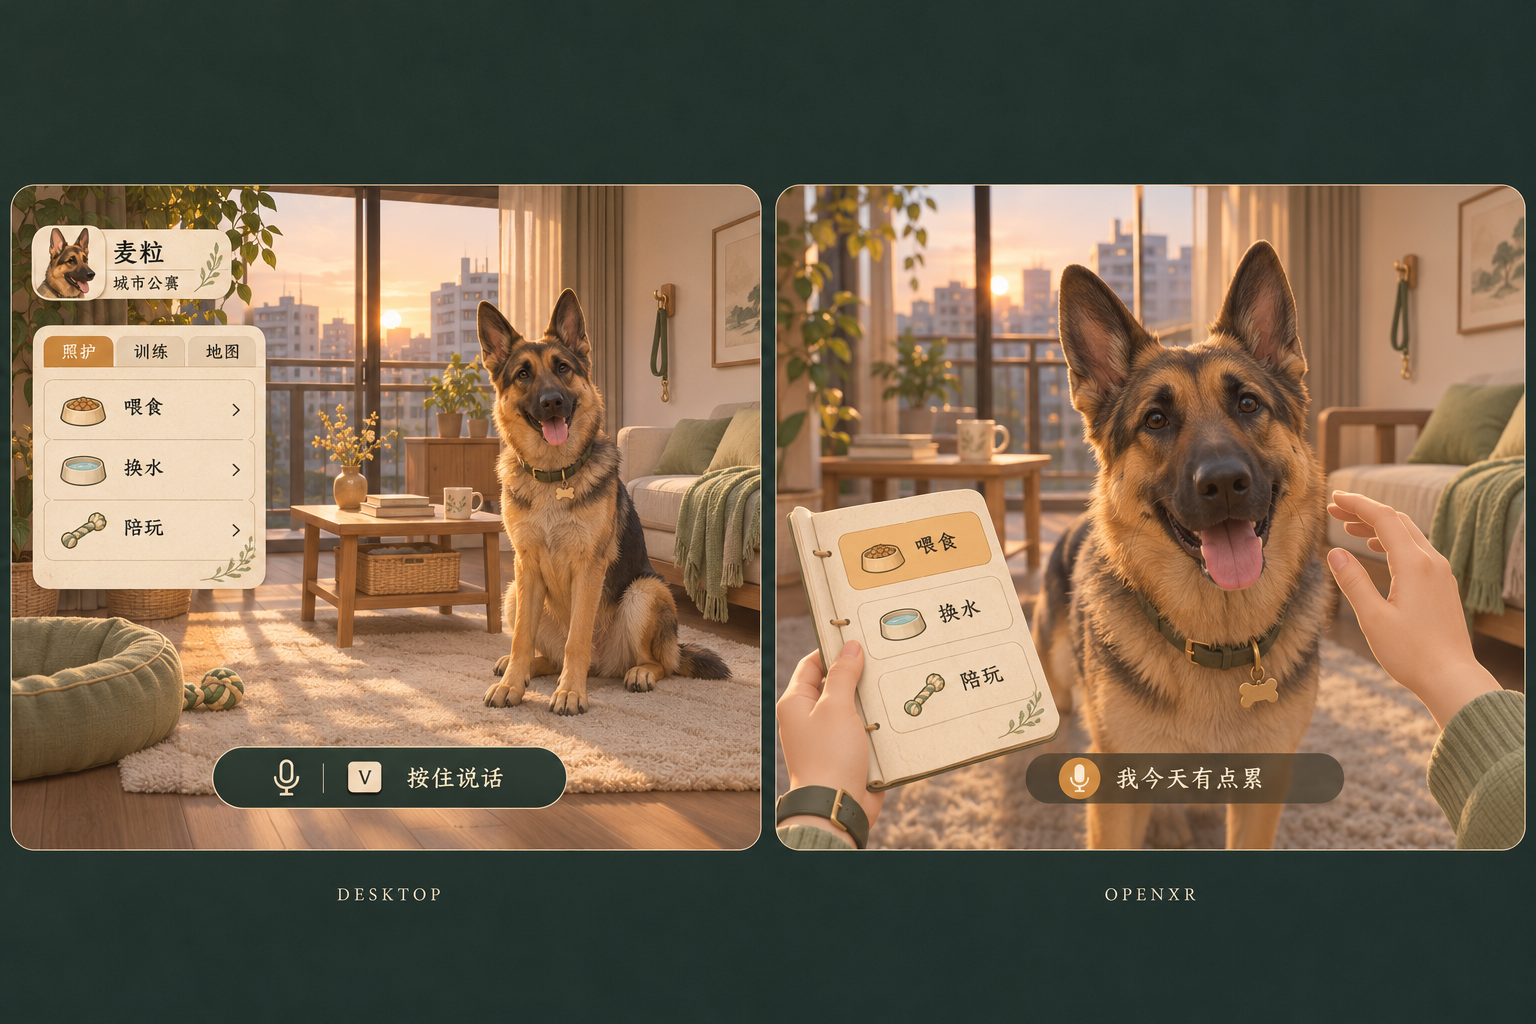 麦粒
城市公寓
照护 训练 地图
喂食
换水
陪玩
V 按住说话
喂食
换水
陪玩
我今天有点累
DESKTOP
OPENXR